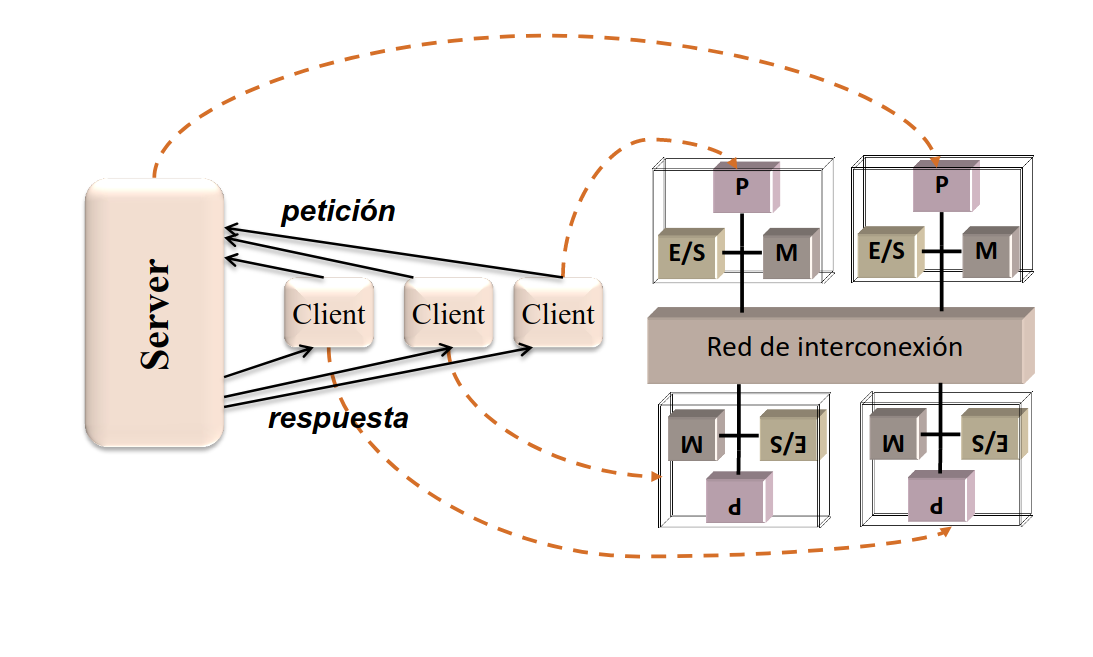 Server
petición
Client
Client
Client
respuesta
P
E/S
M
P
E/S
M
Red de interconexión
M
E/S
P
M
E/S
P